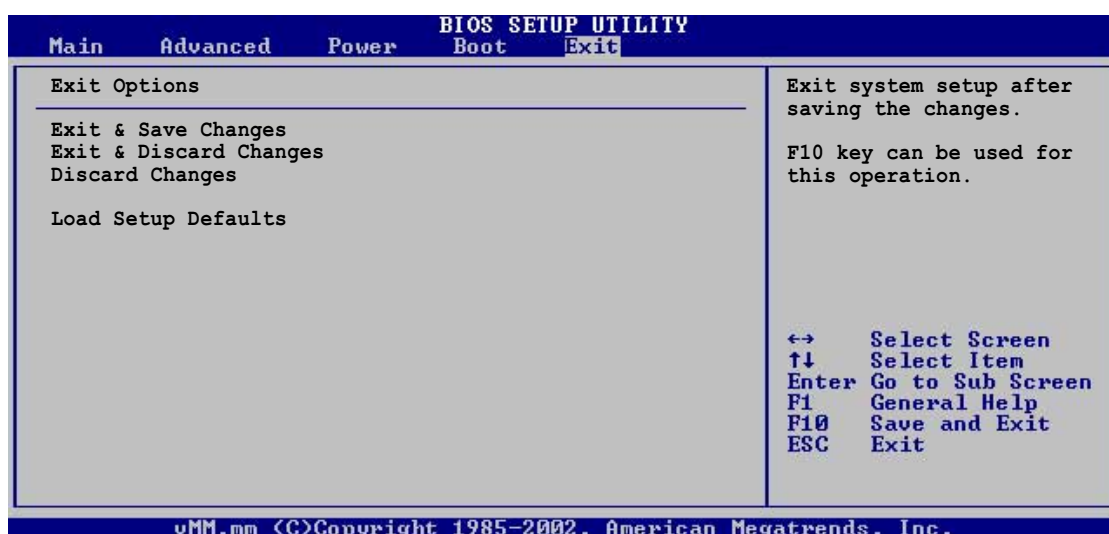 BIOS SETUP UTILITY
Main Advanced Power Boot Exit
Exit Options
Exit & Save Changes
Exit & Discard Changes
Discard Changes
Load Setup Defaults
Exit system setup after
saving the changes.
F10 key can be used for
this operation.
←→ Select Screen
↑↓ Select Item
Enter Go to Sub Screen
F1 General Help
F10 Save and Exit
ESC Exit
vMM.mm (C)Copyright 1985-2002, American Megatrends, Inc.